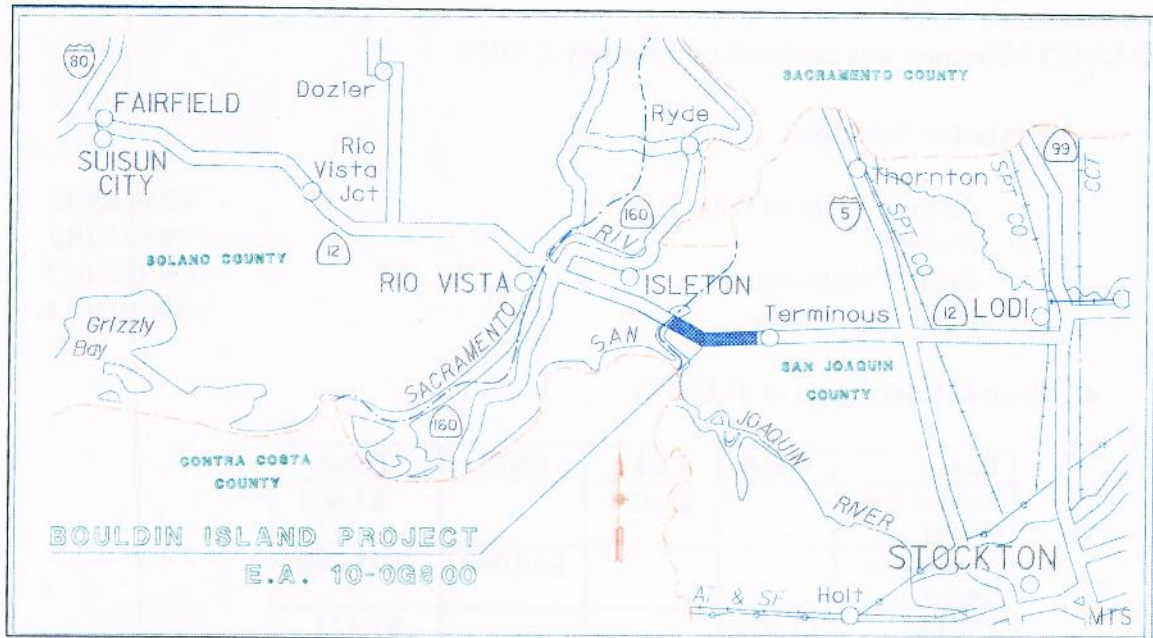 80
FAIRFIELD
SUISUN
CITY
Dozier
Rio
Vista
Jct
12
SOLANO COUNTY
Grizzly
Bay
RIO VISTA
SACRAMENTO
RIV
160
ISLETON
Ryde
SACRAMENTO COUNTY
Thornton
5
SPT CO
SPT CO
99
CCT
12
LODI
Terminous
SAN JOAQUIN
COUNTY
SAN
JOAQUIN
RIVER
160
CONTRA COSTA
COUNTY
BOULDIN ISLAND PROJECT
E.A. 10-0G800
STOCKTON
AT & SF
Holt
MTS